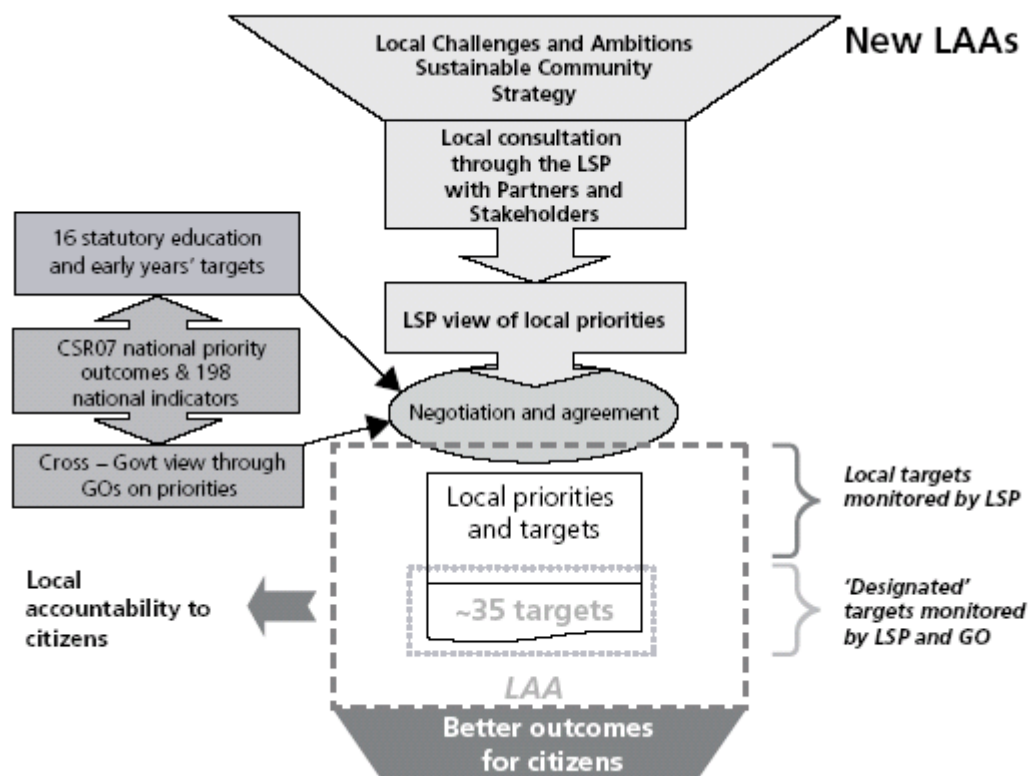 New LAAs
Local Challenges and Ambitions
Sustainable Community
Strategy
Local consultation
through the LSP
with Partners and
Stakeholders
16 statutory education
and early years' targets
LSP view of local priorities
CSR07 national priority
outcomes & 198
national indicators
Negotiation and agreement
Cross – Govt view through
GOs on priorities
Local priorities
and targets
Local targets
monitored by LSP
Local
accountability to
citizens
~35 targets
'Designated'
targets monitored
by LSP and GO
LAA
Better outcomes
for citizens